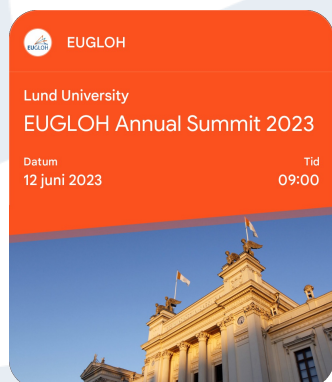 EUGLOH
EUGLOH
Lund University
EUGLOH Annual Summit 2023
Datum
Tid
12 juni 2023
09:00